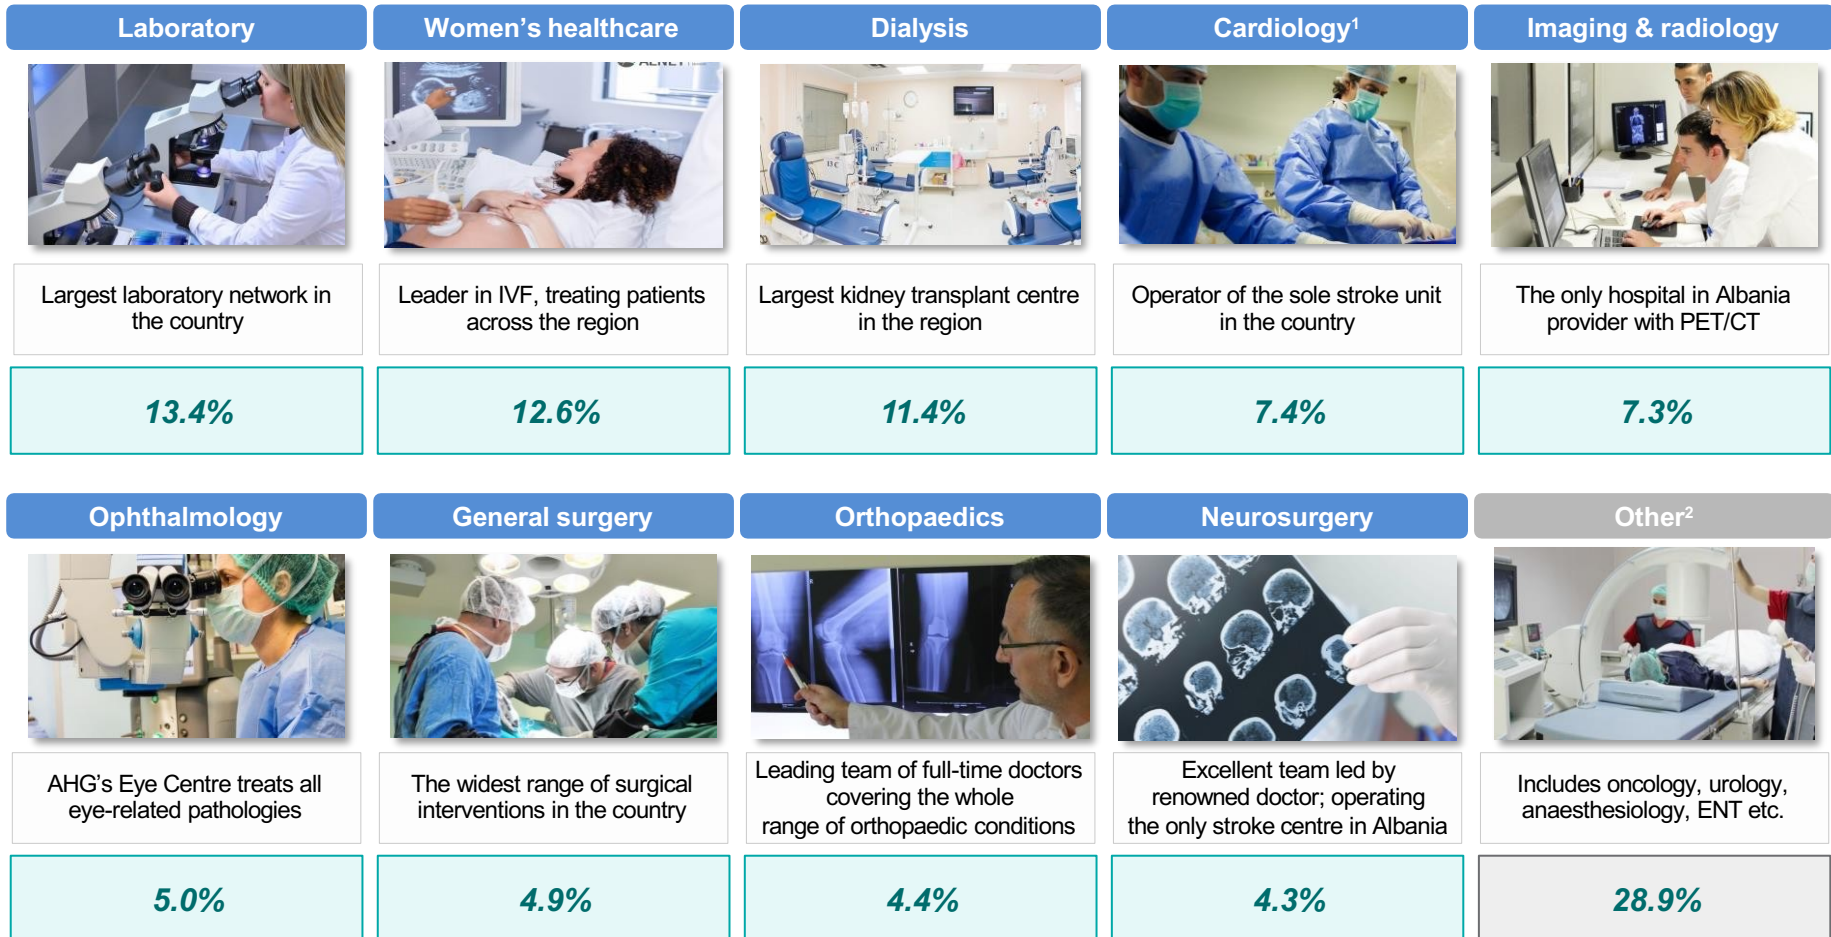 Laboratory
Women’s healthcare
Dialysis
Cardiology¹
Imaging & radiology
Largest laboratory network in
the country
Leader in IVF, treating patients
across the region
Largest kidney transplant centre
in the region
Operator of the sole stroke unit
in the country
The only hospital in Albania
provider with PET/CT
13.4%
12.6%
11.4%
7.4%
7.3%
Ophthalmology
General surgery
Orthopaedics
Neurosurgery
Other²
AHG’s Eye Centre treats all
eye-related pathologies
The widest range of surgical
interventions in the country
Leading team of full-time doctors
covering the whole
range of orthopaedic conditions
Excellent team led by
renowned doctor; operating
the only stroke centre in Albania
Includes oncology, urology,
anaesthesiology, ENT etc.
5.0%
4.9%
4.4%
4.3%
28.9%